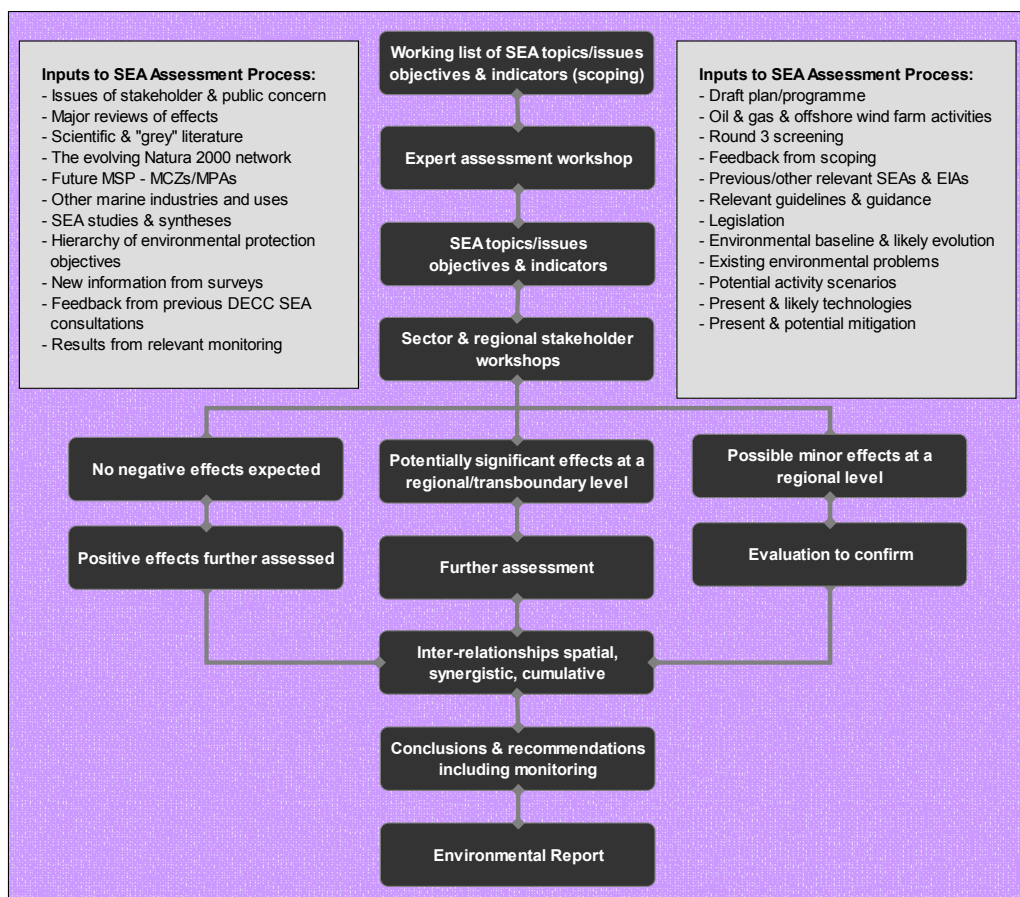 Inputs to SEA Assessment Process:
- Issues of stakeholder & public concern
- Major reviews of effects
- Scientific & "grey" literature
- The evolving Natura 2000 network
- Future MSP - MCZs/MPAs
- Other marine industries and uses
- SEA studies & syntheses
- Hierarchy of environmental protection
objectives
- New information from surveys
- Feedback from previous DECC SEA
consultations
- Results from relevant monitoring
Working list of SEA topics/issues
objectives & indicators (scoping)
Expert assessment workshop
SEA topics/issues
objectives & indicators
Sector & regional stakeholder
workshops
Inputs to SEA Assessment Process:
- Draft plan/programme
- Oil & gas & offshore wind farm activities
- Round 3 screening
- Feedback from scoping
- Previous/other relevant SEAs & EIAs
- Relevant guidelines & guidance
- Legislation
- Environmental baseline & likely evolution
- Existing environmental problems
- Potential activity scenarios
- Present & likely technologies
- Present & potential mitigation
No negative effects expected
Potentially significant effects at a
regional/transboundary level
Possible minor effects at a
regional level
Positive effects further assessed
Further assessment
Evaluation to confirm
Inter-relationships spatial,
synergistic, cumulative
Conclusions & recommendations
including monitoring
Environmental Report